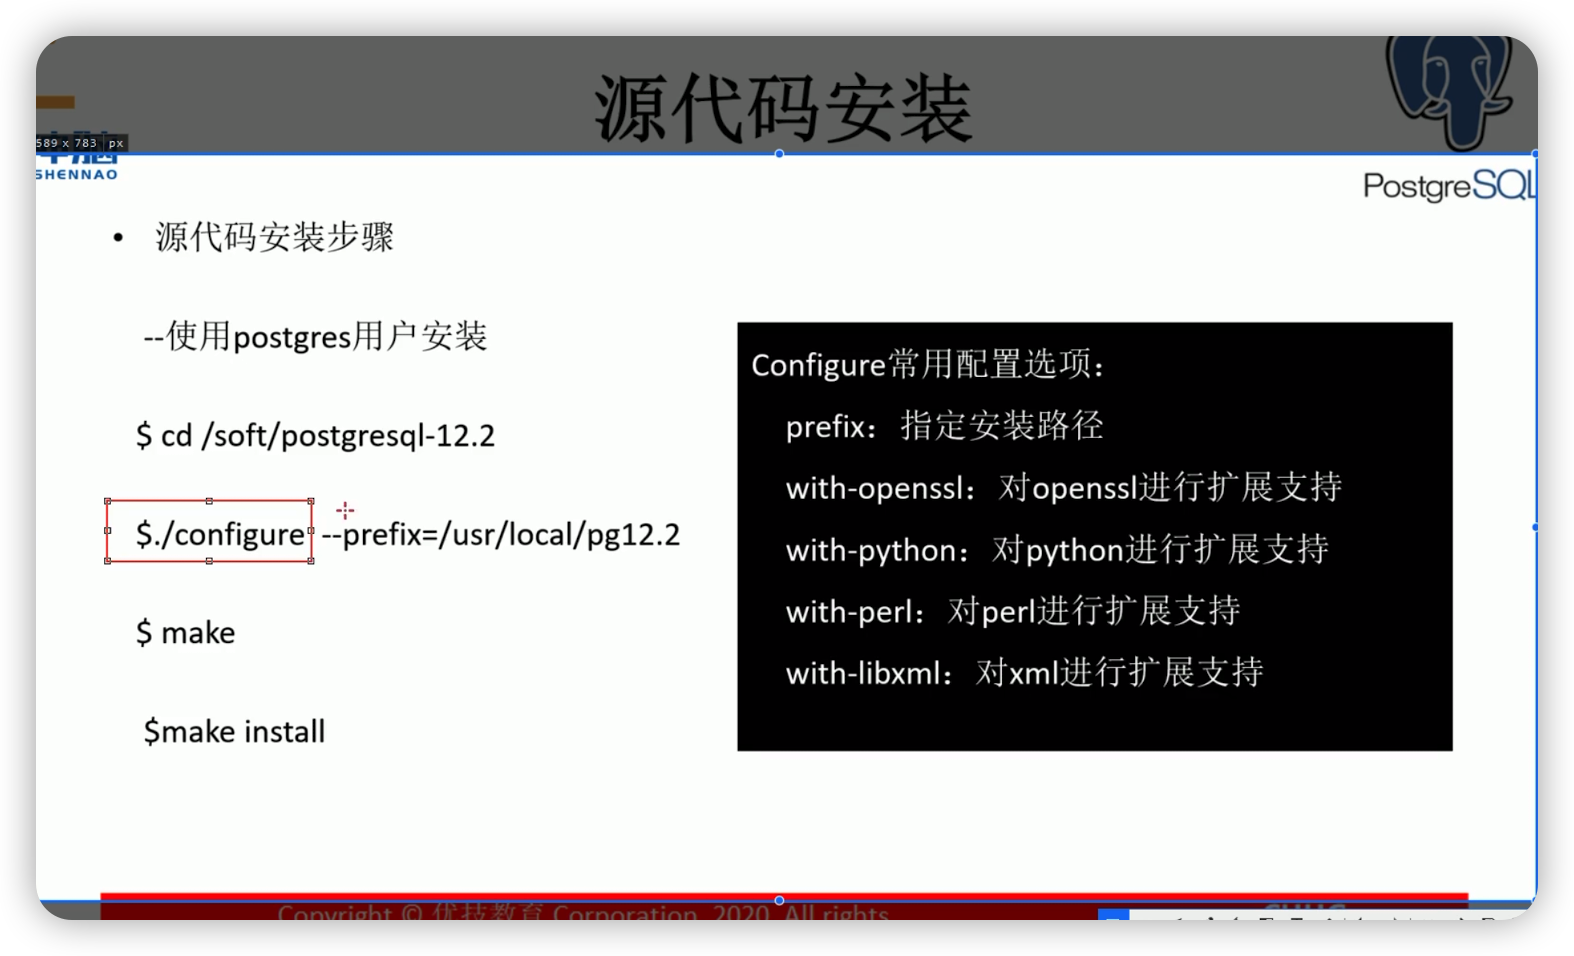 源代码安装
589 x 783 px
SHENNAO
PostgreSQL
• 源代码安装步骤
--使用postgres用户安装
$ cd /soft/postgresql-12.2
$./configure --prefix=/usr/local/pg12.2
$ make
$make install
Configure常用配置选项：
prefix：指定安装路径
with-openssl：对openssl进行扩展支持
with-python：对python进行扩展支持
with-perl：对perl进行扩展支持
with-libxml：对xml进行扩展支持
Copyright © 优技教育 Corporation, 2020. All rights